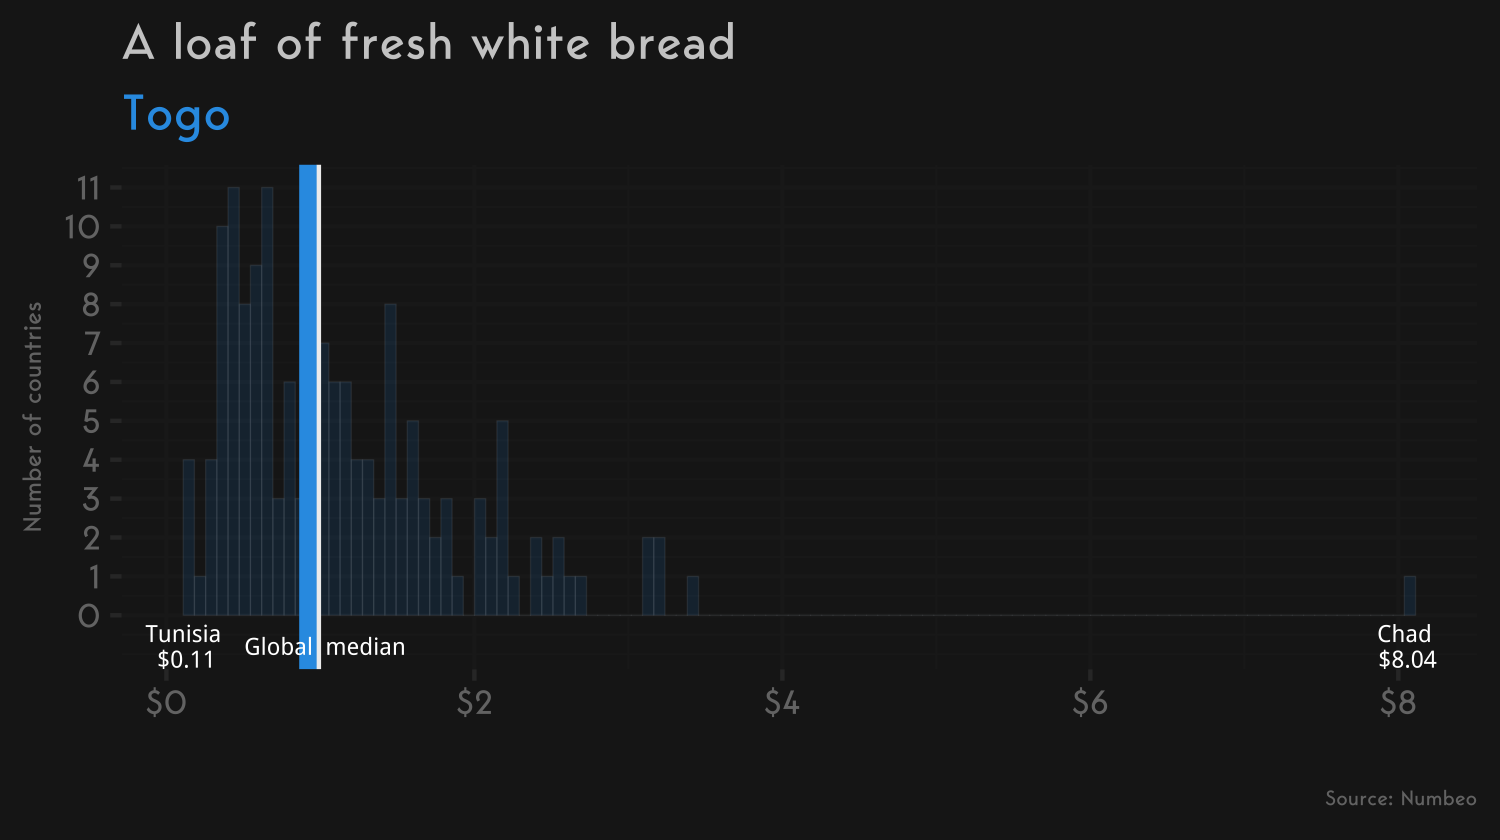 A loaf of fresh white bread
Togo
Number of countries
11
10
9
8
7
6
5
4
3
2
1
0
Tunisia
$0.11
Global median
Chad
$8.04
$0 $2 $4 $6 $8
Source: Numbeo